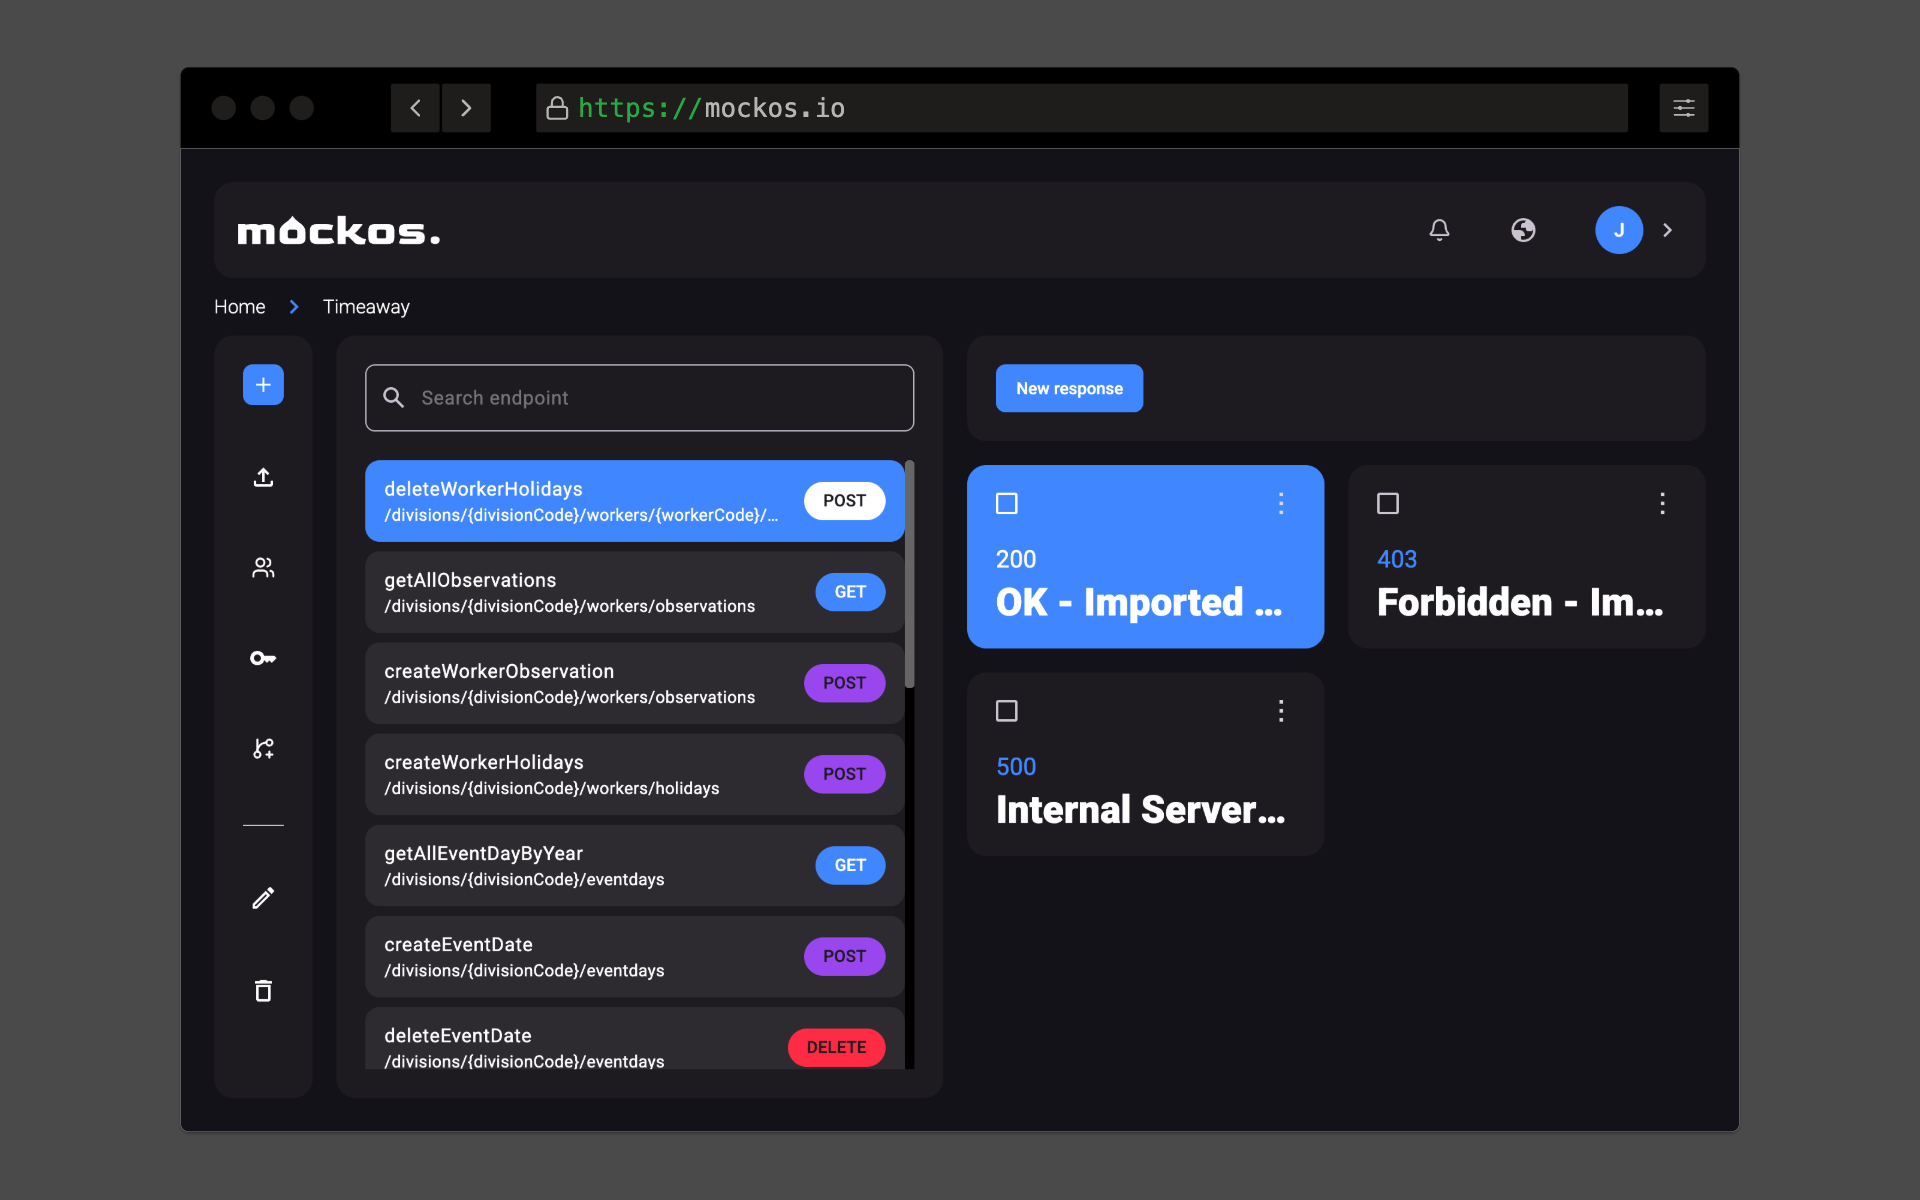 https://mockos.io
mockos.
J
Home
Timeaway
Search endpoint
New response
deleteWorkerHolidays
/divisions/{divisionCode}/workers/{workerCode}/...
POST
getAllObservations
/divisions/{divisionCode}/workers/observations
GET
createWorkerObservation
/divisions/{divisionCode}/workers/observations
POST
createWorkerHolidays
/divisions/{divisionCode}/workers/holidays
POST
getAllEventDayByYear
/divisions/{divisionCode}/eventdays
GET
createEventDate
/divisions/{divisionCode}/eventdays
POST
deleteEventDate
/divisions/{divisionCode}/eventdays
DELETE
200
OK - Imported ...
403
Forbidden - Im...
500
Internal Server...